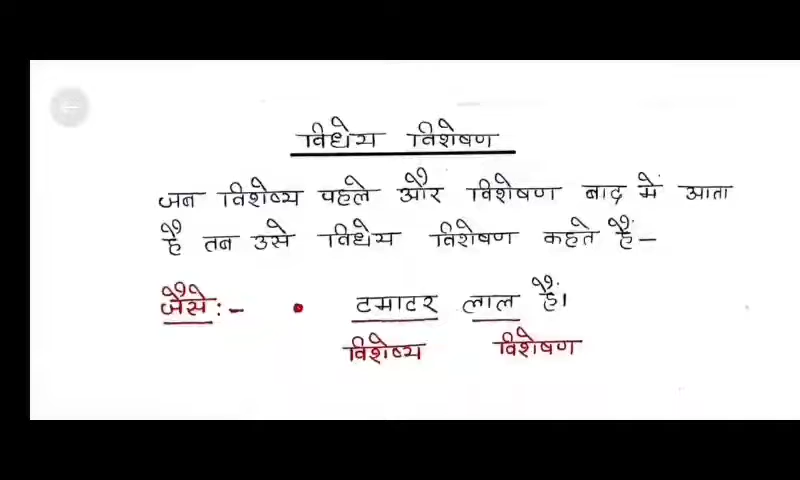 विधेय विशेषण
जब विशेष्य पहले और विशेषण बाद में आता
है तब उसे विधेय विशेषण कहते हैं–
जैसे:- • टमाटर लाल हैं।
विशेष्य विशेषण